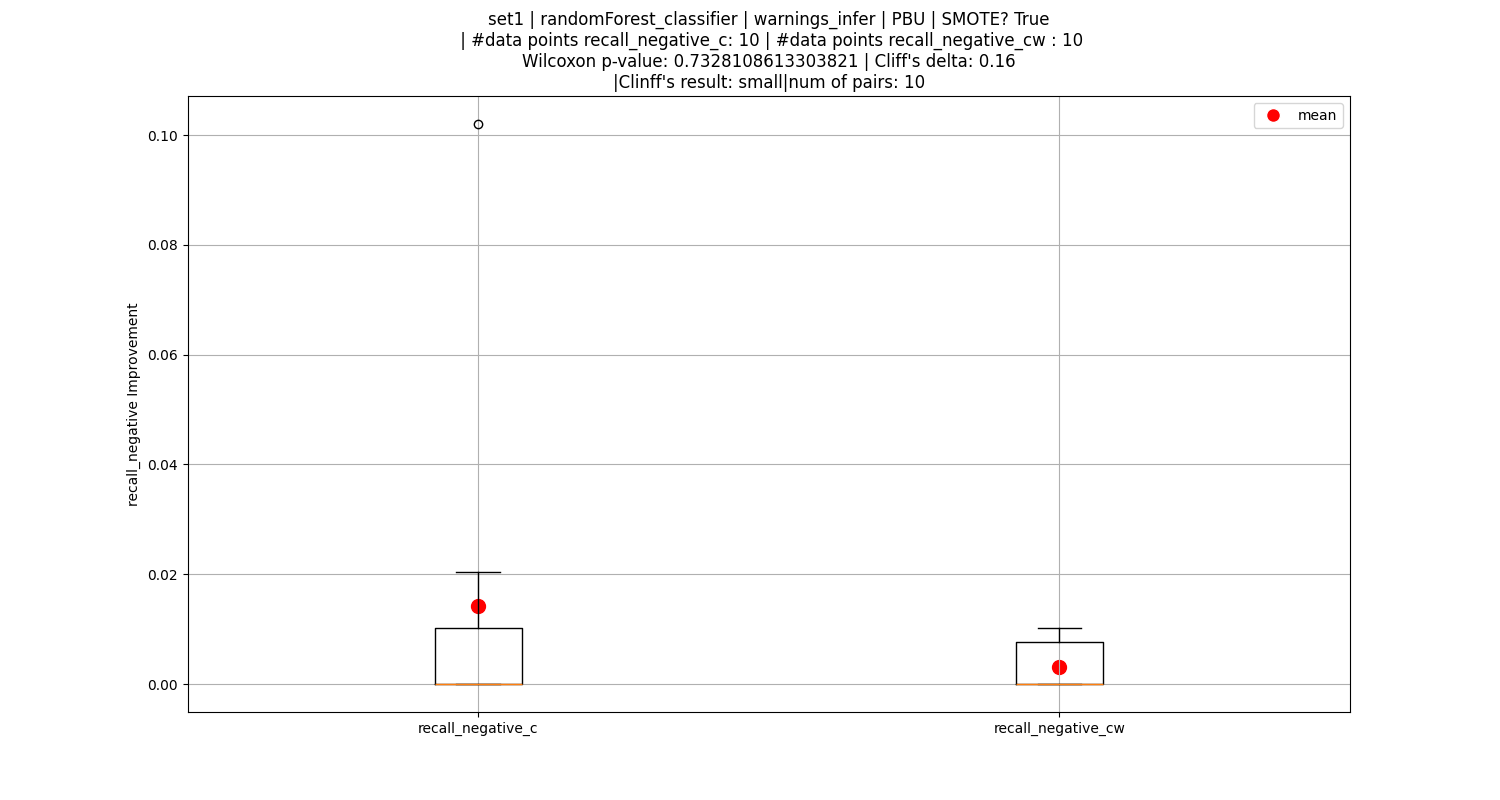 set1 | randomForest_classifier | warnings_infer | PBU | SMOTE? True
| #data points recall_negative_c: 10 | #data points recall_negative_cw : 10
Wilcoxon p-value: 0.7328108613303821 | Cliff's delta: 0.16
|Clinff's result: small|num of pairs: 10
mean
0.10
0.08
0.06
0.04
0.02
0.00
recall_negative Improvement
recall_negative_c
recall_negative_cw